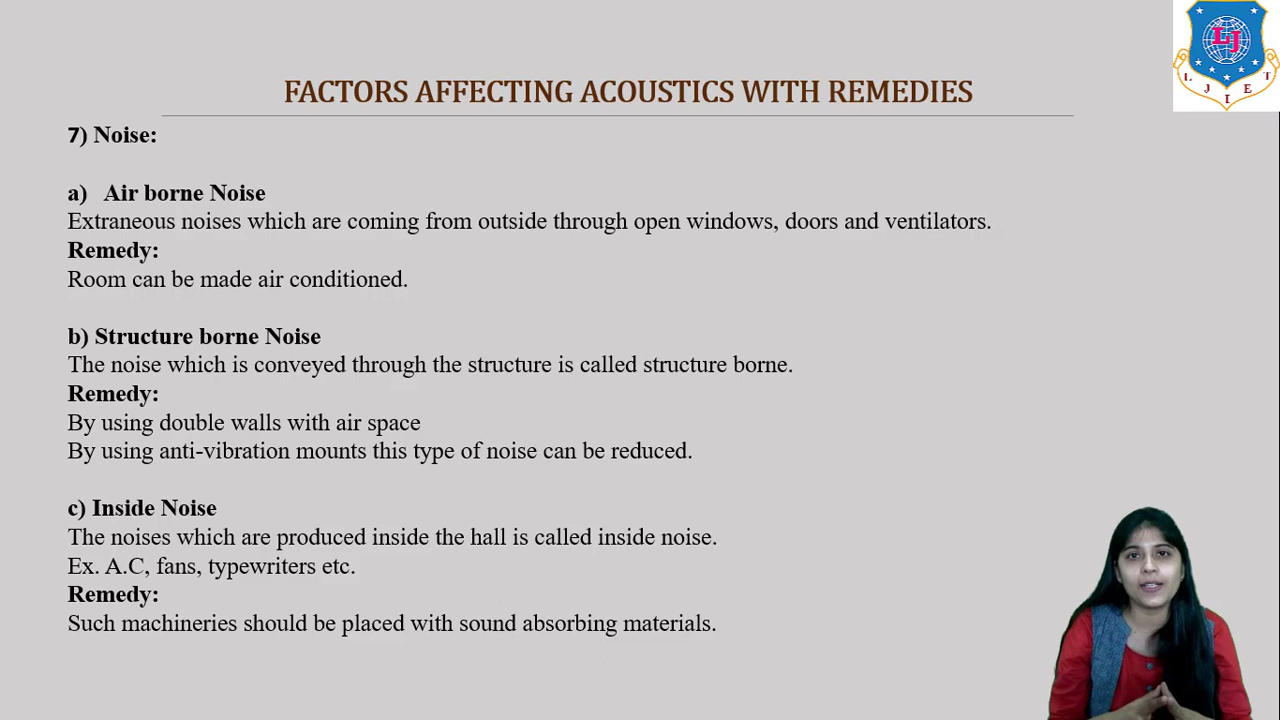 FACTORS AFFECTING ACOUSTICS WITH REMEDIES
LJ
L J I E T
7) Noise:
a) Air borne Noise
Extraneous noises which are coming from outside through open windows, doors and ventilators.
Remedy:
Room can be made air conditioned.
b) Structure borne Noise
The noise which is conveyed through the structure is called structure borne.
Remedy:
By using double walls with air space
By using anti-vibration mounts this type of noise can be reduced.
c) Inside Noise
The noises which are produced inside the hall is called inside noise.
Ex. A.C, fans, typewriters etc.
Remedy:
Such machineries should be placed with sound absorbing materials.